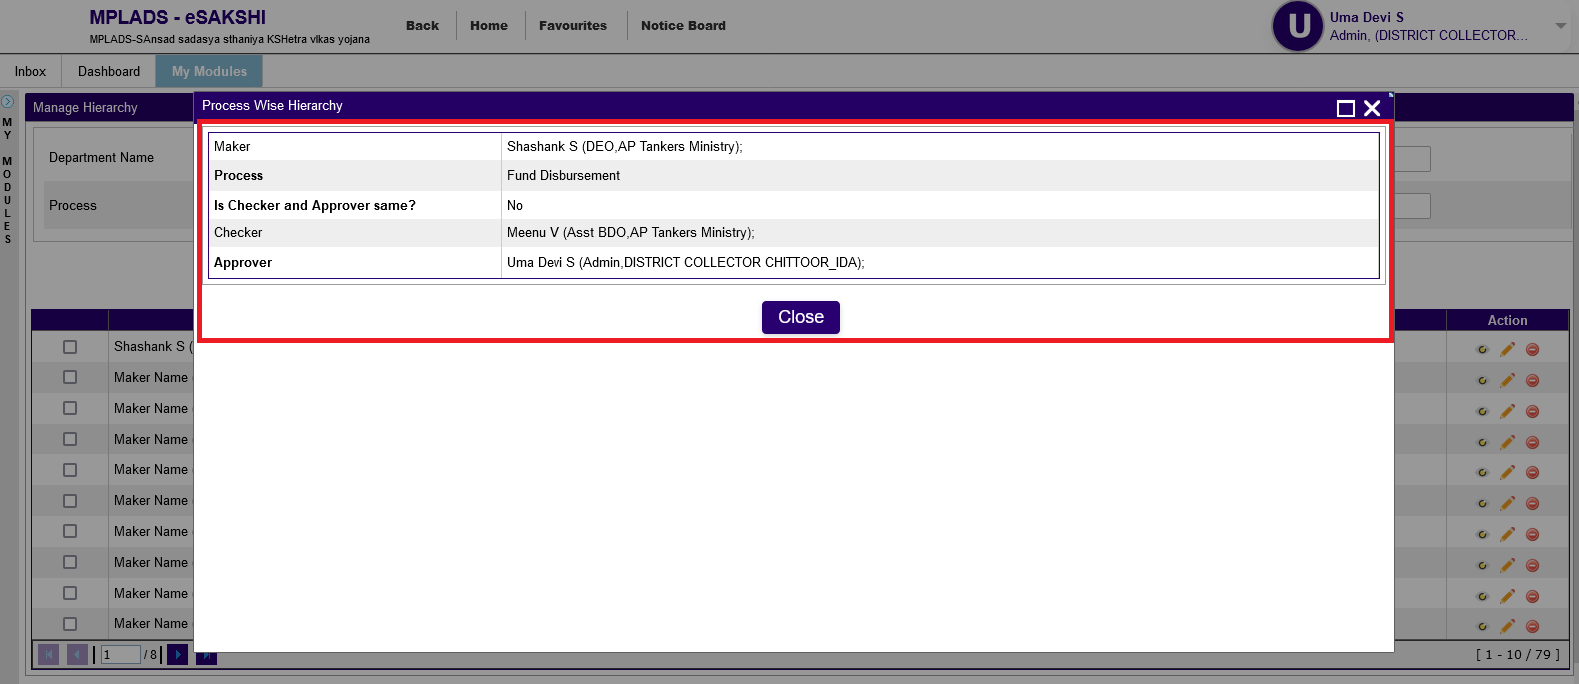 MPLADS - eSAKSHI
MPLADS-SAnsad sadasya sthaniya KSHetra vIkas yojana
Back
Home
Favourites
Notice Board
U
Uma Devi S
Admin, (DISTRICT COLLECTOR...
Inbox
Dashboard
My Modules
MY MODULES
Manage Hierarchy
Department Name
Process
Process Wise Hierarchy
Maker Shashank S (DEO,AP Tankers Ministry);
Process Fund Disbursement
Is Checker and Approver same? No
Checker Meenu V (Asst BDO,AP Tankers Ministry);
Approver Uma Devi S (Admin,DISTRICT COLLECTOR CHITTOOR_IDA);
Close
Action
Shashank S (
Maker Name
Maker Name
Maker Name
Maker Name
Maker Name
Maker Name
Maker Name
Maker Name
Maker Name
1 / 8
[ 1 - 10 / 79 ]